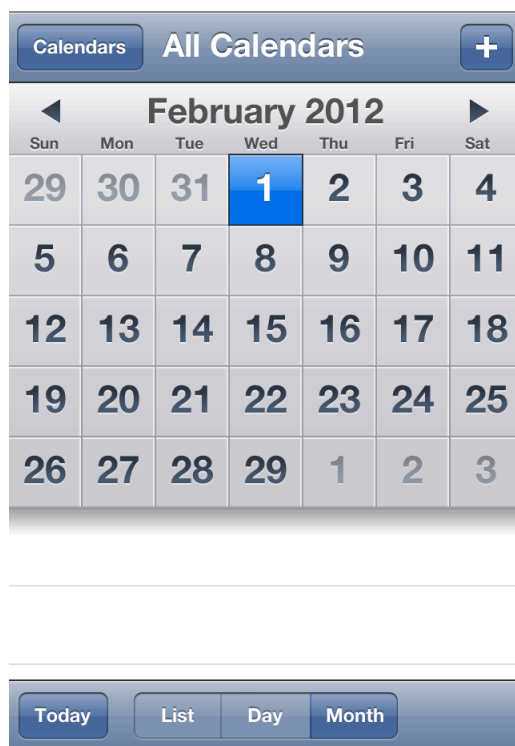 Calendars All Calendars +
February 2012
Sun Mon Tue Wed Thu Fri Sat
29 30 31 1 2 3 4
5 6 7 8 9 10 11
12 13 14 15 16 17 18
19 20 21 22 23 24 25
26 27 28 29 1 2 3
Today List Day Month